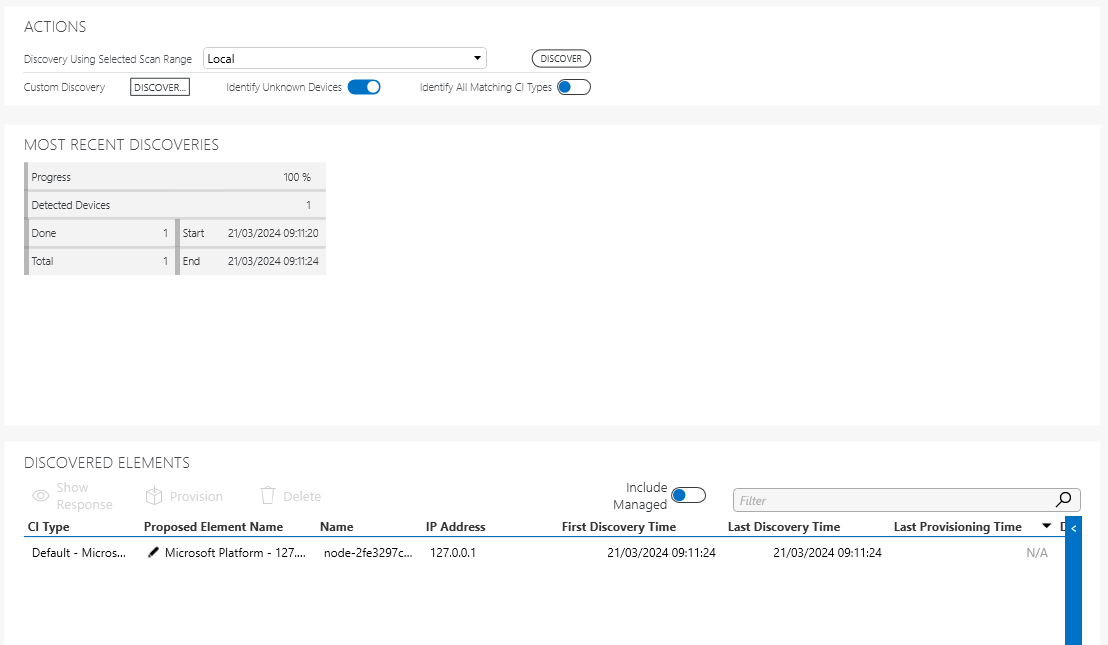 ACTIONS
Discovery Using Selected Scan Range Local DISCOVER
Custom Discovery DISCOVER... Identify Unknown Devices Identify All Matching CI Types
MOST RECENT DISCOVERIES
Progress 100 %
Detected Devices 1
Done 1 Start 21/03/2024 09:11:20
Total 1 End 21/03/2024 09:11:24
DISCOVERED ELEMENTS
Show Response Provision Delete Include Managed Filter
CI Type Proposed Element Name Name IP Address First Discovery Time Last Discovery Time Last Provisioning Time
Default - Micros... Microsoft Platform - 127.... node-2fe3297c... 127.0.0.1 21/03/2024 09:11:24 21/03/2024 09:11:24 N/A